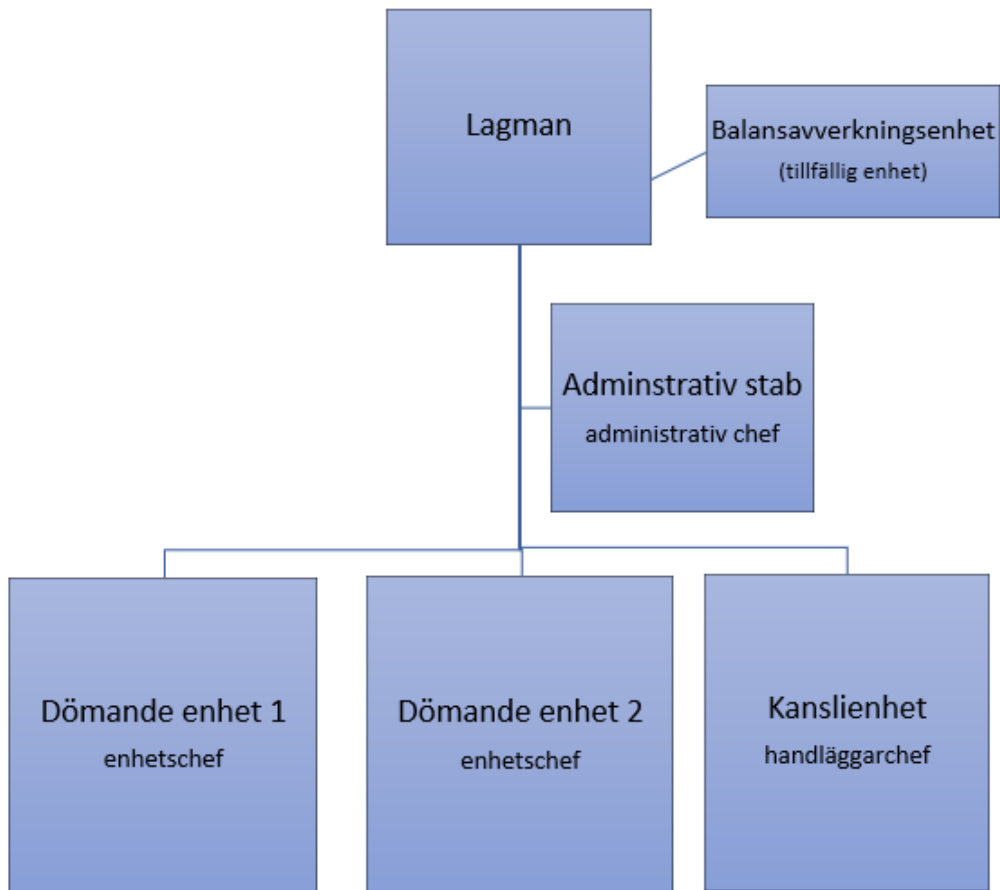 Lagman
Balansavverkningsenhet
(tillfällig enhet)
Adminstrativ stab
administrativ chef
Dömande enhet 1
enhetschef
Dömande enhet 2
enhetschef
Kanslienhet
handläggarchef